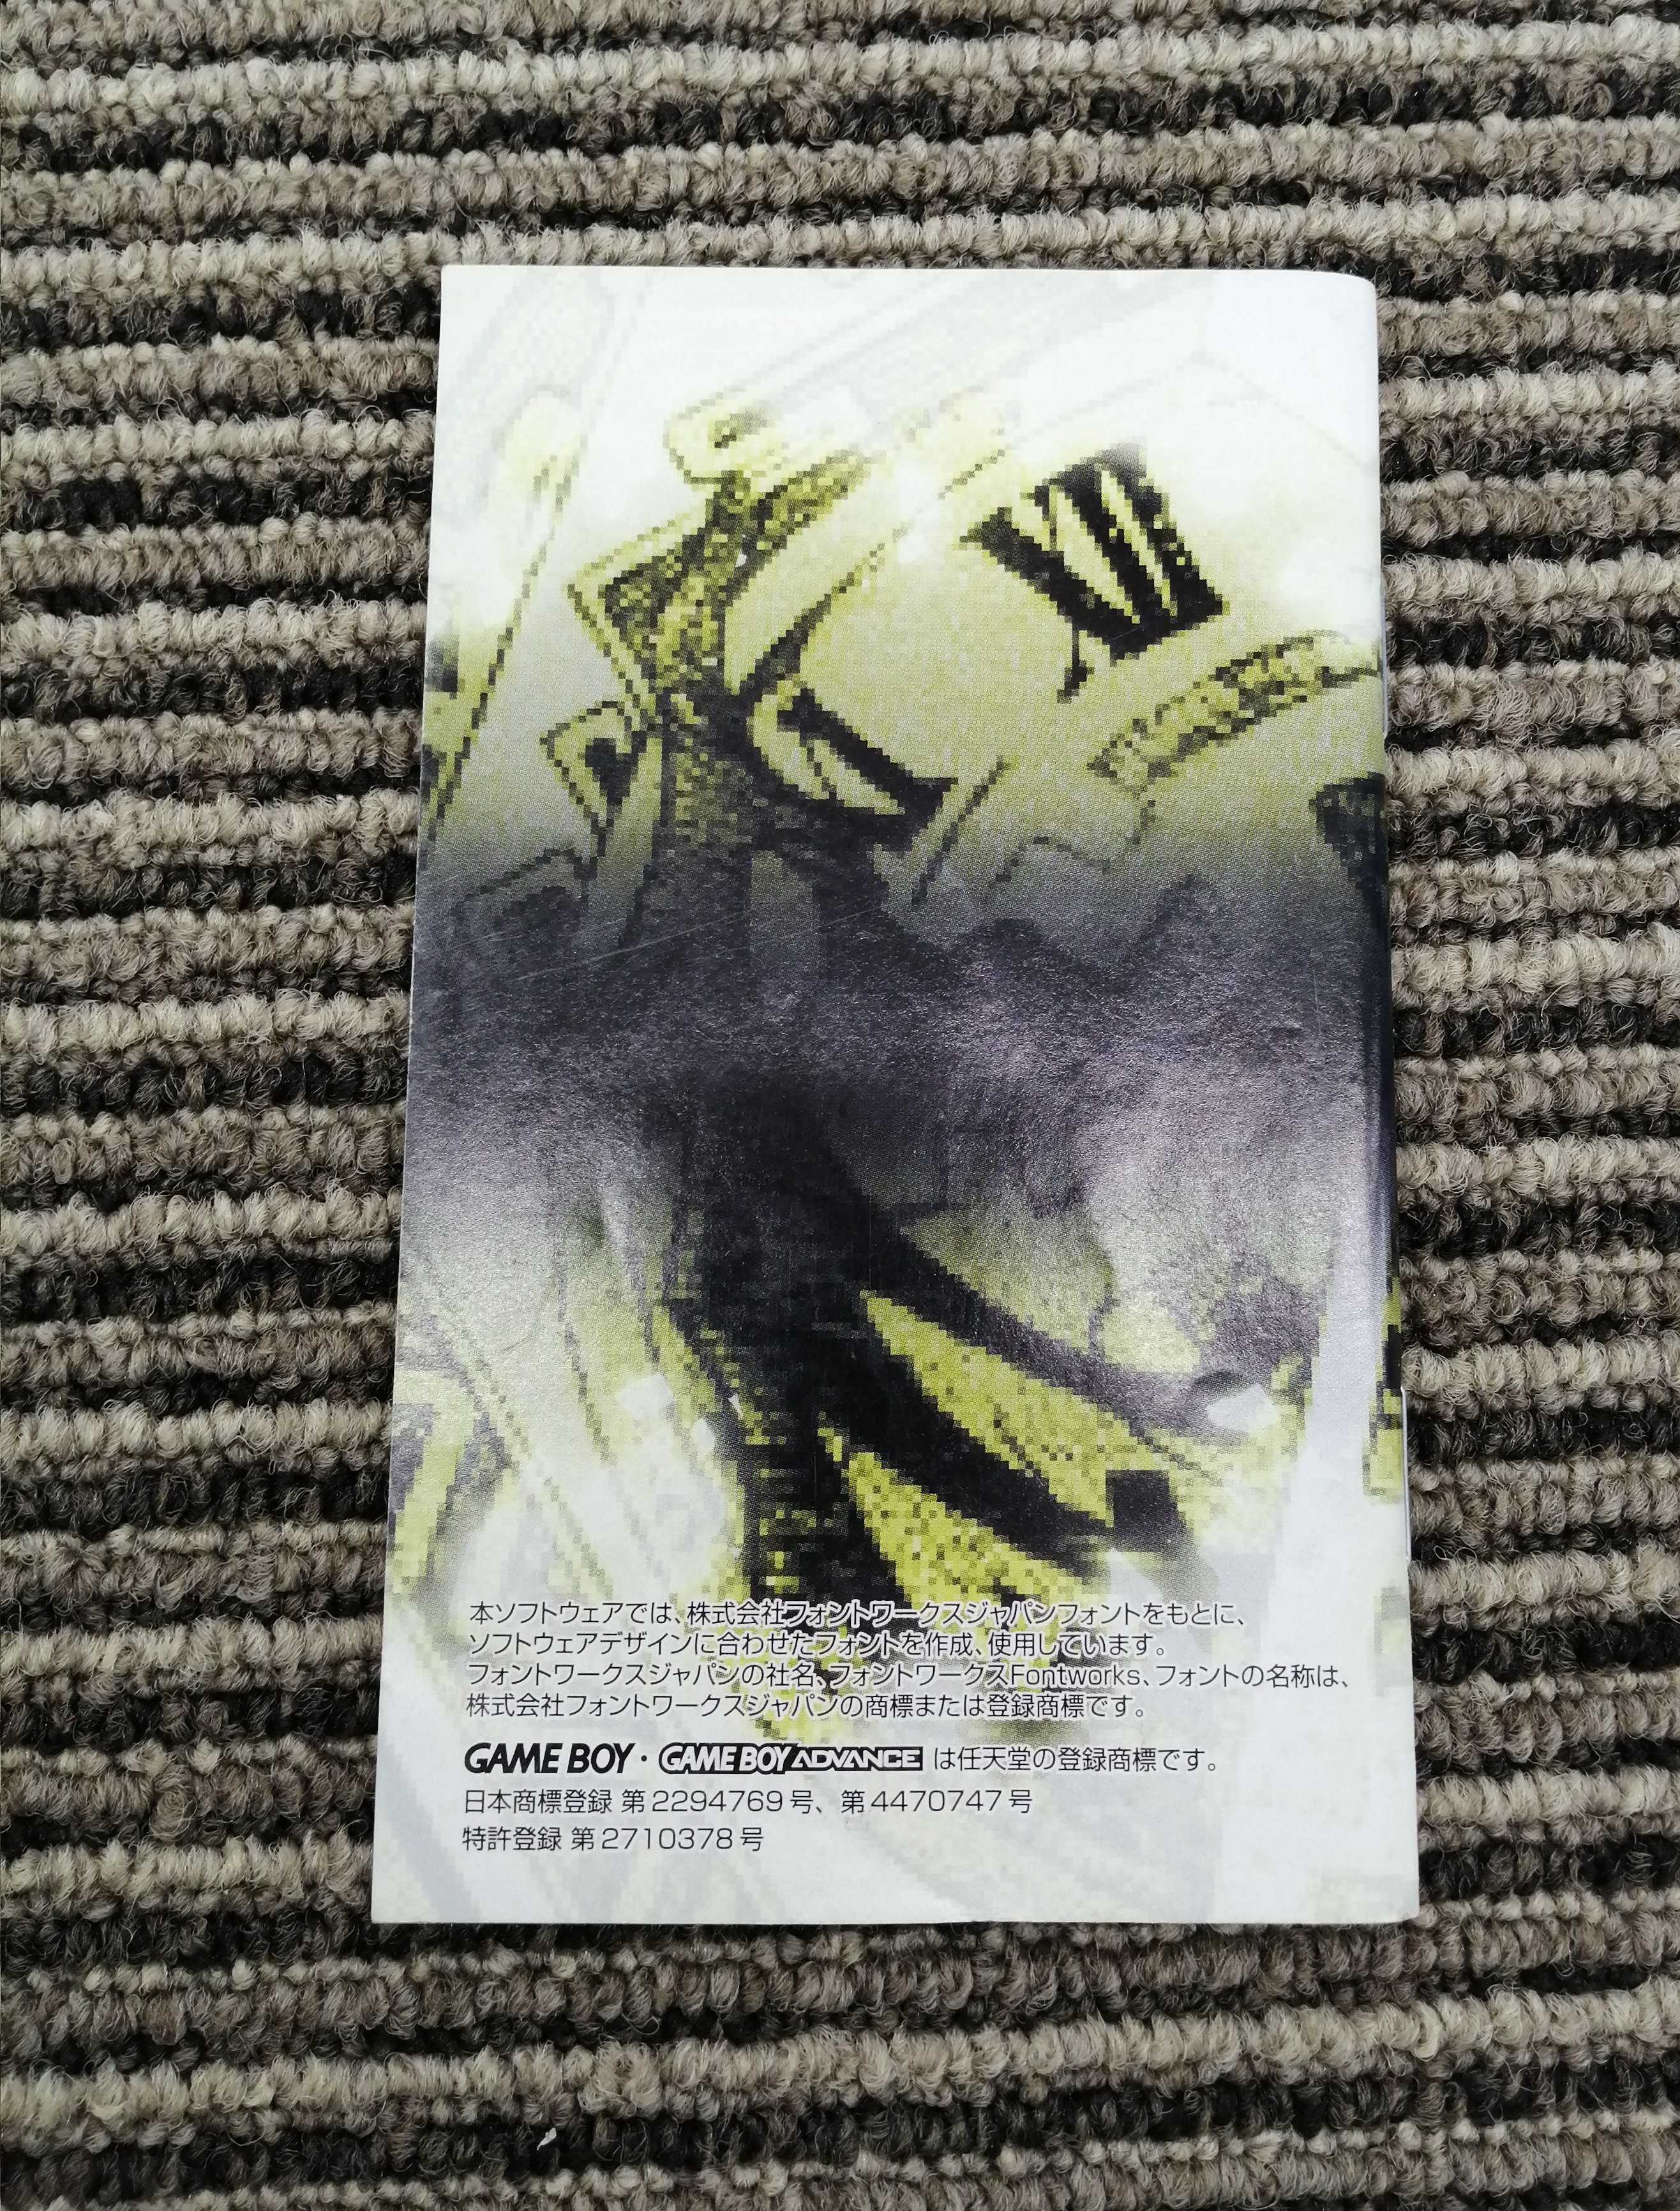 本ソフトウェアでは、株式会社フォントワークスジャパンフォントをもとに、
ソフトウェアデザインに合わせたフォントを作成、使用しています。
フォントワークスジャパンの社名、フォントワークスFontworks、フォントの名称は、
株式会社フォントワークスジャパンの商標または登録商標です。
GAME BOY・GAME BOY ADVANCE は任天堂の登録商標です。
日本商標登録 第2294769号、第4470747号
特許登録 第2710378号